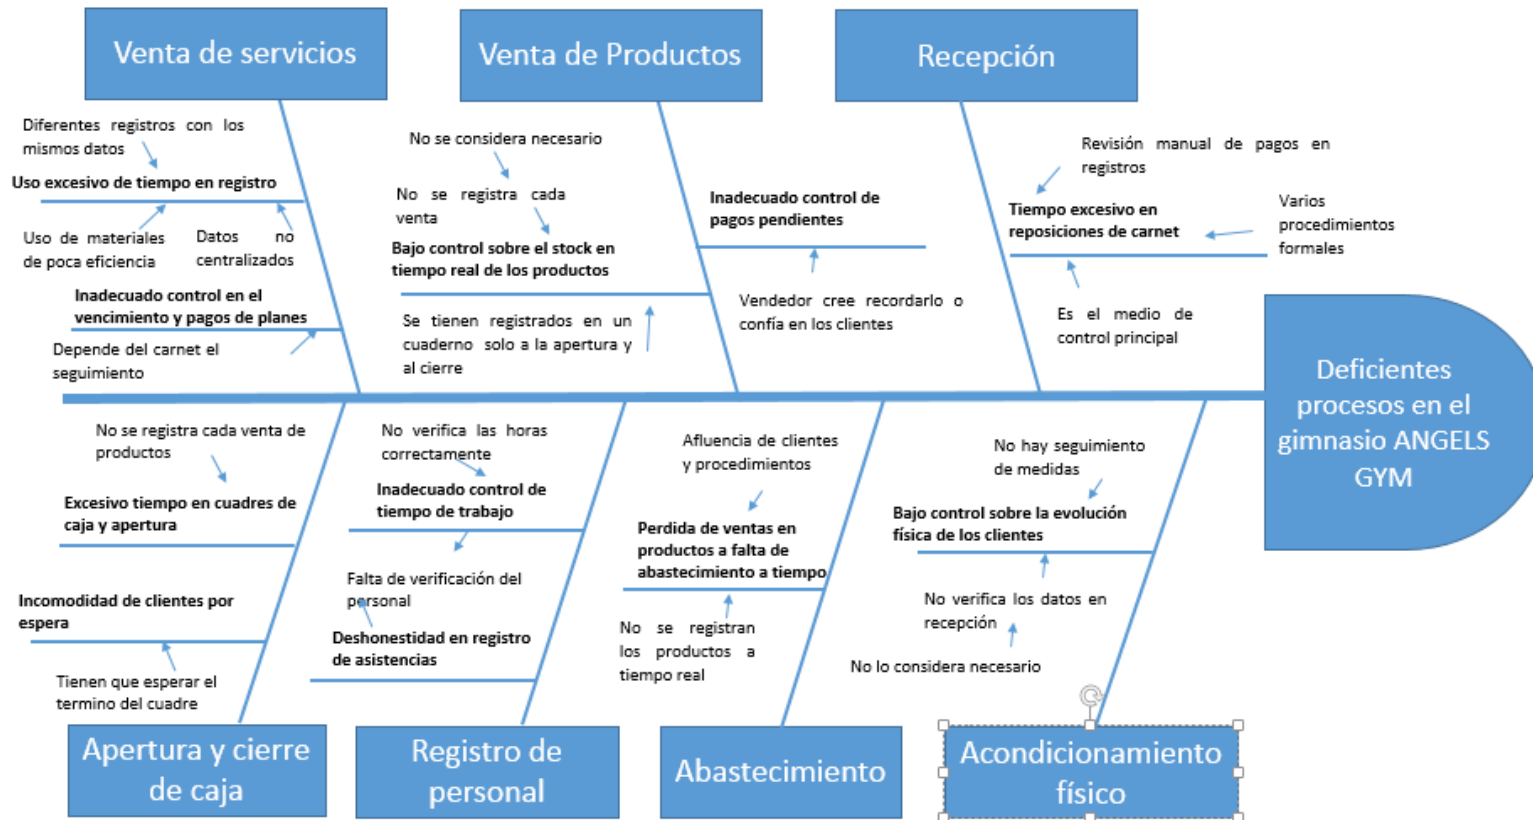 Venta de servicios
Venta de Productos
Recepción
Diferentes registros con los
mismos datos
Uso excesivo de tiempo en registro
Uso de materiales
de poca eficiencia
Datos no
centralizados
Inadecuado control en el
vencimiento y pagos de planes
Depende del carnet el
seguimiento
No se considera necesario
No se registra cada
venta
Bajo control sobre el stock en
tiempo real de los productos
Se tienen registrados en un
cuaderno solo a la apertura y
al cierre
Inadecuado control de
pagos pendientes
Vendedor cree recordarlo o
confía en los clientes
Revisión manual de pagos en
registros
Tiempo excesivo en
reposiciones de carnet
Varios
procedimientos
formales
Es el medio de
control principal
Deficientes
procesos en el
gimnasio ANGELS
GYM
No se registra cada venta de
productos
Excesivo tiempo en cuadres de
caja y apertura
Incomodidad de clientes por
espera
Tienen que esperar el
termino del cuadre
No verifica las horas
correctamente
Inadecuado control de
tiempo de trabajo
Falta de verificación del
personal
Deshonestidad en registro
de asistencias
Afluencia de clientes
y procedimientos
Perdida de ventas en
productos a falta de
abastecimiento a tiempo
No se registran
los productos a
tiempo real
No hay seguimiento
de medidas
Bajo control sobre la evolución
física de los clientes
No verifica los datos en
recepción
No lo considera necesario
Apertura y cierre
de caja
Registro de
personal
Abastecimiento
Acondicionamiento
físico